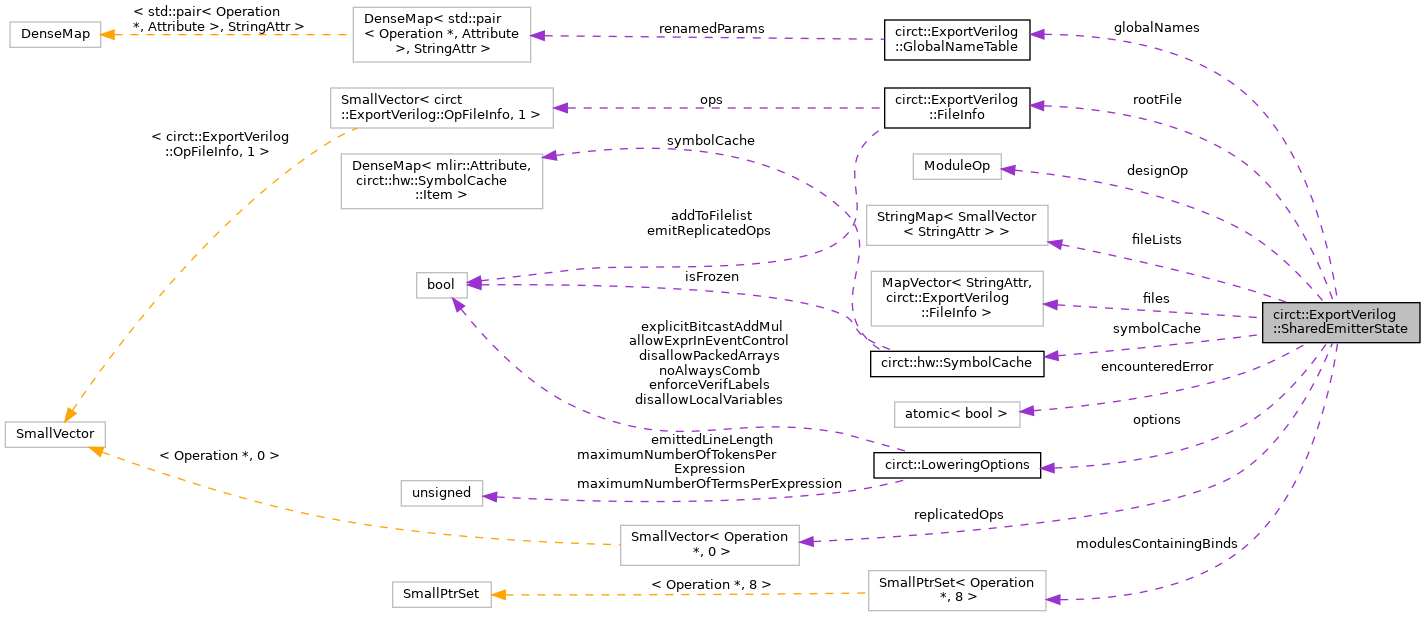 < std::pair< Operation
*, Attribute >, StringAttr >
DenseMap
DenseMap< std::pair
< Operation *, Attribute
>, StringAttr >
renamedParams
circt::ExportVerilog
::GlobalNameTable
globalNames
SmallVector< circt
::ExportVerilog::OpFileInfo, 1 >
ops
circt::ExportVerilog
::FileInfo
rootFile
< circt::ExportVerilog
::OpFileInfo, 1 >
DenseMap< mlir::Attribute,
circt::hw::SymbolCache
::Item >
symbolCache
ModuleOp
designOp
addToFilelist
emitReplicatedOps
StringMap< SmallVector
< StringAttr > >
fileLists
bool
isFrozen
MapVector< StringAttr,
circt::ExportVerilog
::FileInfo >
files
circt::ExportVerilog
::SharedEmitterState
explicitBitcastAddMul
allowExprInEventControl
disallowPackedArrays
noAlwaysComb
enforceVerifLabels
disallowLocalVariables
circt::hw::SymbolCache
symbolCache
encounteredError
atomic< bool >
options
SmallVector
< Operation *, 0 >
emittedLineLength
maximumNumberOfTokensPer
Expression
maximumNumberOfTermsPerExpression
circt::LoweringOptions
unsigned
replicatedOps
SmallVector< Operation
*, 0 >
modulesContainingBinds
SmallPtrSet
< Operation *, 8 >
SmallPtrSet< Operation
*, 8 >